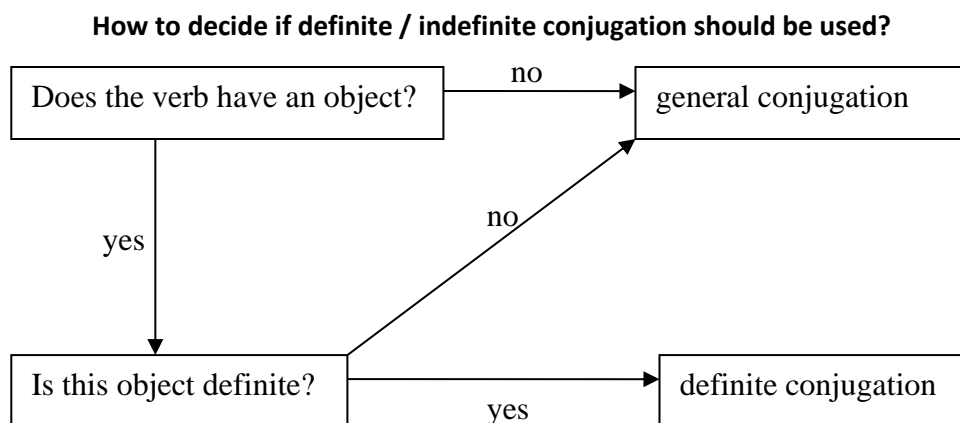 How to decide if definite / indefinite conjugation should be used?
Does the verb have an object?
no
general conjugation
no
yes
Is this object definite?
yes
definite conjugation